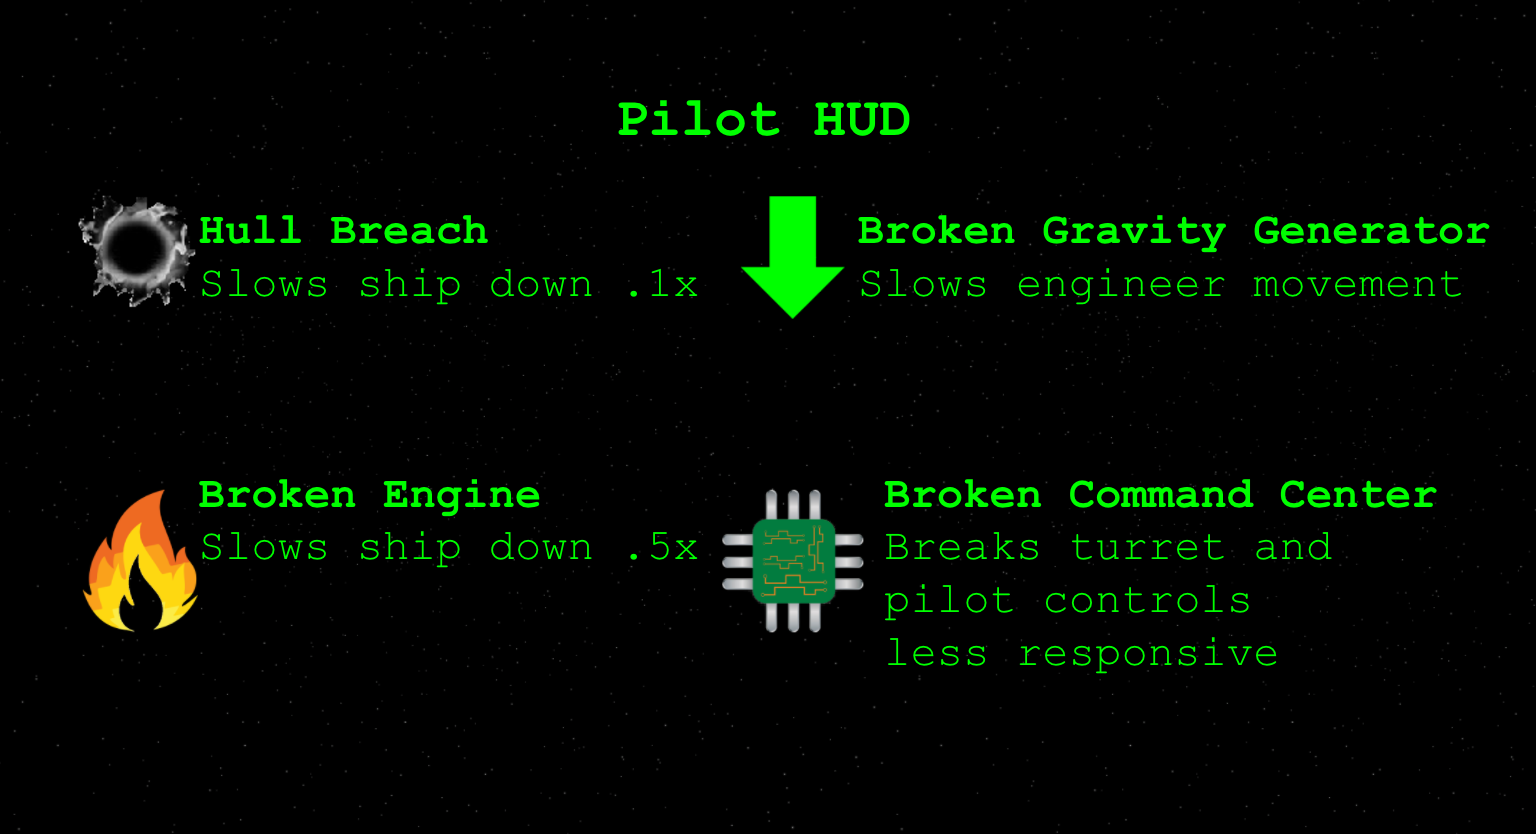 Pilot HUD
Hull Breach
Slows ship down .1x
Broken Gravity Generator
Slows engineer movement
Broken Engine
Slows ship down .5x
Broken Command Center
Breaks turret and
pilot controls
less responsive